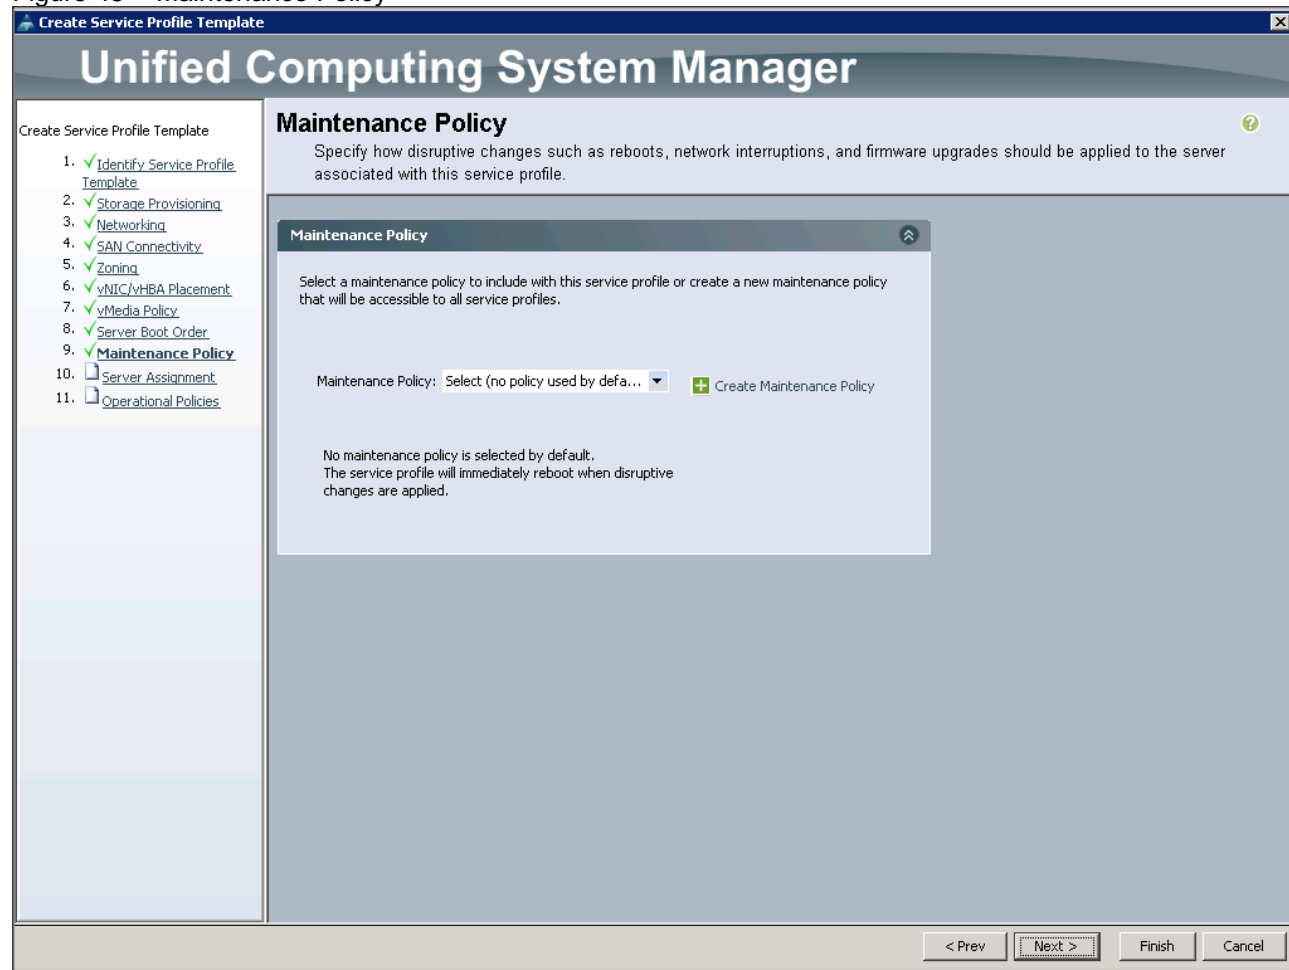 Create Service Profile Template
Unified Computing System Manager
Create Service Profile Template
1. Identify Service Profile
Template
2. Storage Provisioning
3. Networking
4. SAN Connectivity
5. Zoning
6. vNIC/vHBA Placement
7. vMedia Policy
8. Server Boot Order
9. Maintenance Policy
10. Server Assignment
11. Operational Policies
Maintenance Policy
Specify how disruptive changes such as reboots, network interruptions, and firmware upgrades should be applied to the server
associated with this service profile.
Maintenance Policy
Select a maintenance policy to include with this service profile or create a new maintenance policy
that will be accessible to all service profiles.
Maintenance Policy: Select (no policy used by defa... Create Maintenance Policy
No maintenance policy is selected by default.
The service profile will immediately reboot when disruptive
changes are applied.
< Prev Next > Finish Cancel